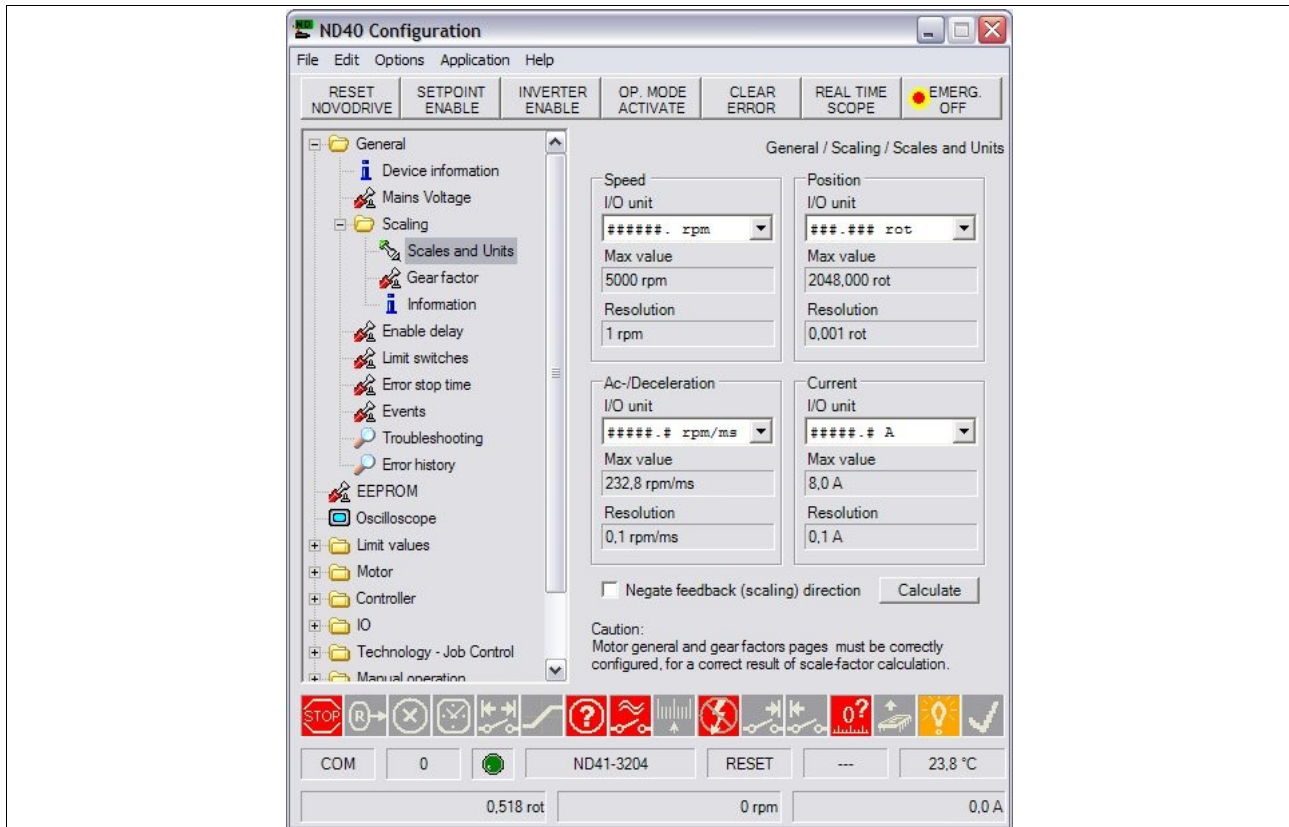 ND40 Configuration
File Edit Options Application Help
RESET NOVODRIVE
SETPOINT ENABLE
INVERTER ENABLE
OP. MODE ACTIVATE
CLEAR ERROR
REAL TIME SCOPE
EMERG. OFF
General
Device information
Mains Voltage
Scaling
Scales and Units
Gear factor
Information
Enable delay
Limit switches
Error stop time
Events
Troubleshooting
Error history
EEPROM
Oscilloscope
Limit values
Motor
Controller
IO
Technology - Job Control
Manual operation
General / Scaling / Scales and Units
Speed
I/O unit
######. rpm
Max value
5000 rpm
Resolution
1 rpm
Position
I/O unit
###.### rot
Max value
2048,000 rot
Resolution
0,001 rot
Ac-/Deceleration
I/O unit
#####.# rpm/ms
Max value
232,8 rpm/ms
Resolution
0,1 rpm/ms
Current
I/O unit
#####.# A
Max value
8,0 A
Resolution
0,1 A
Negate feedback (scaling) direction
Calculate
Caution:
Motor general and gear factors pages must be correctly
configured, for a correct result of scale-factor calculation.
STOP R ? 0?
COM 0 ND41-3204 RESET --- 23,8 °C
0,518 rot 0 rpm 0,0 A